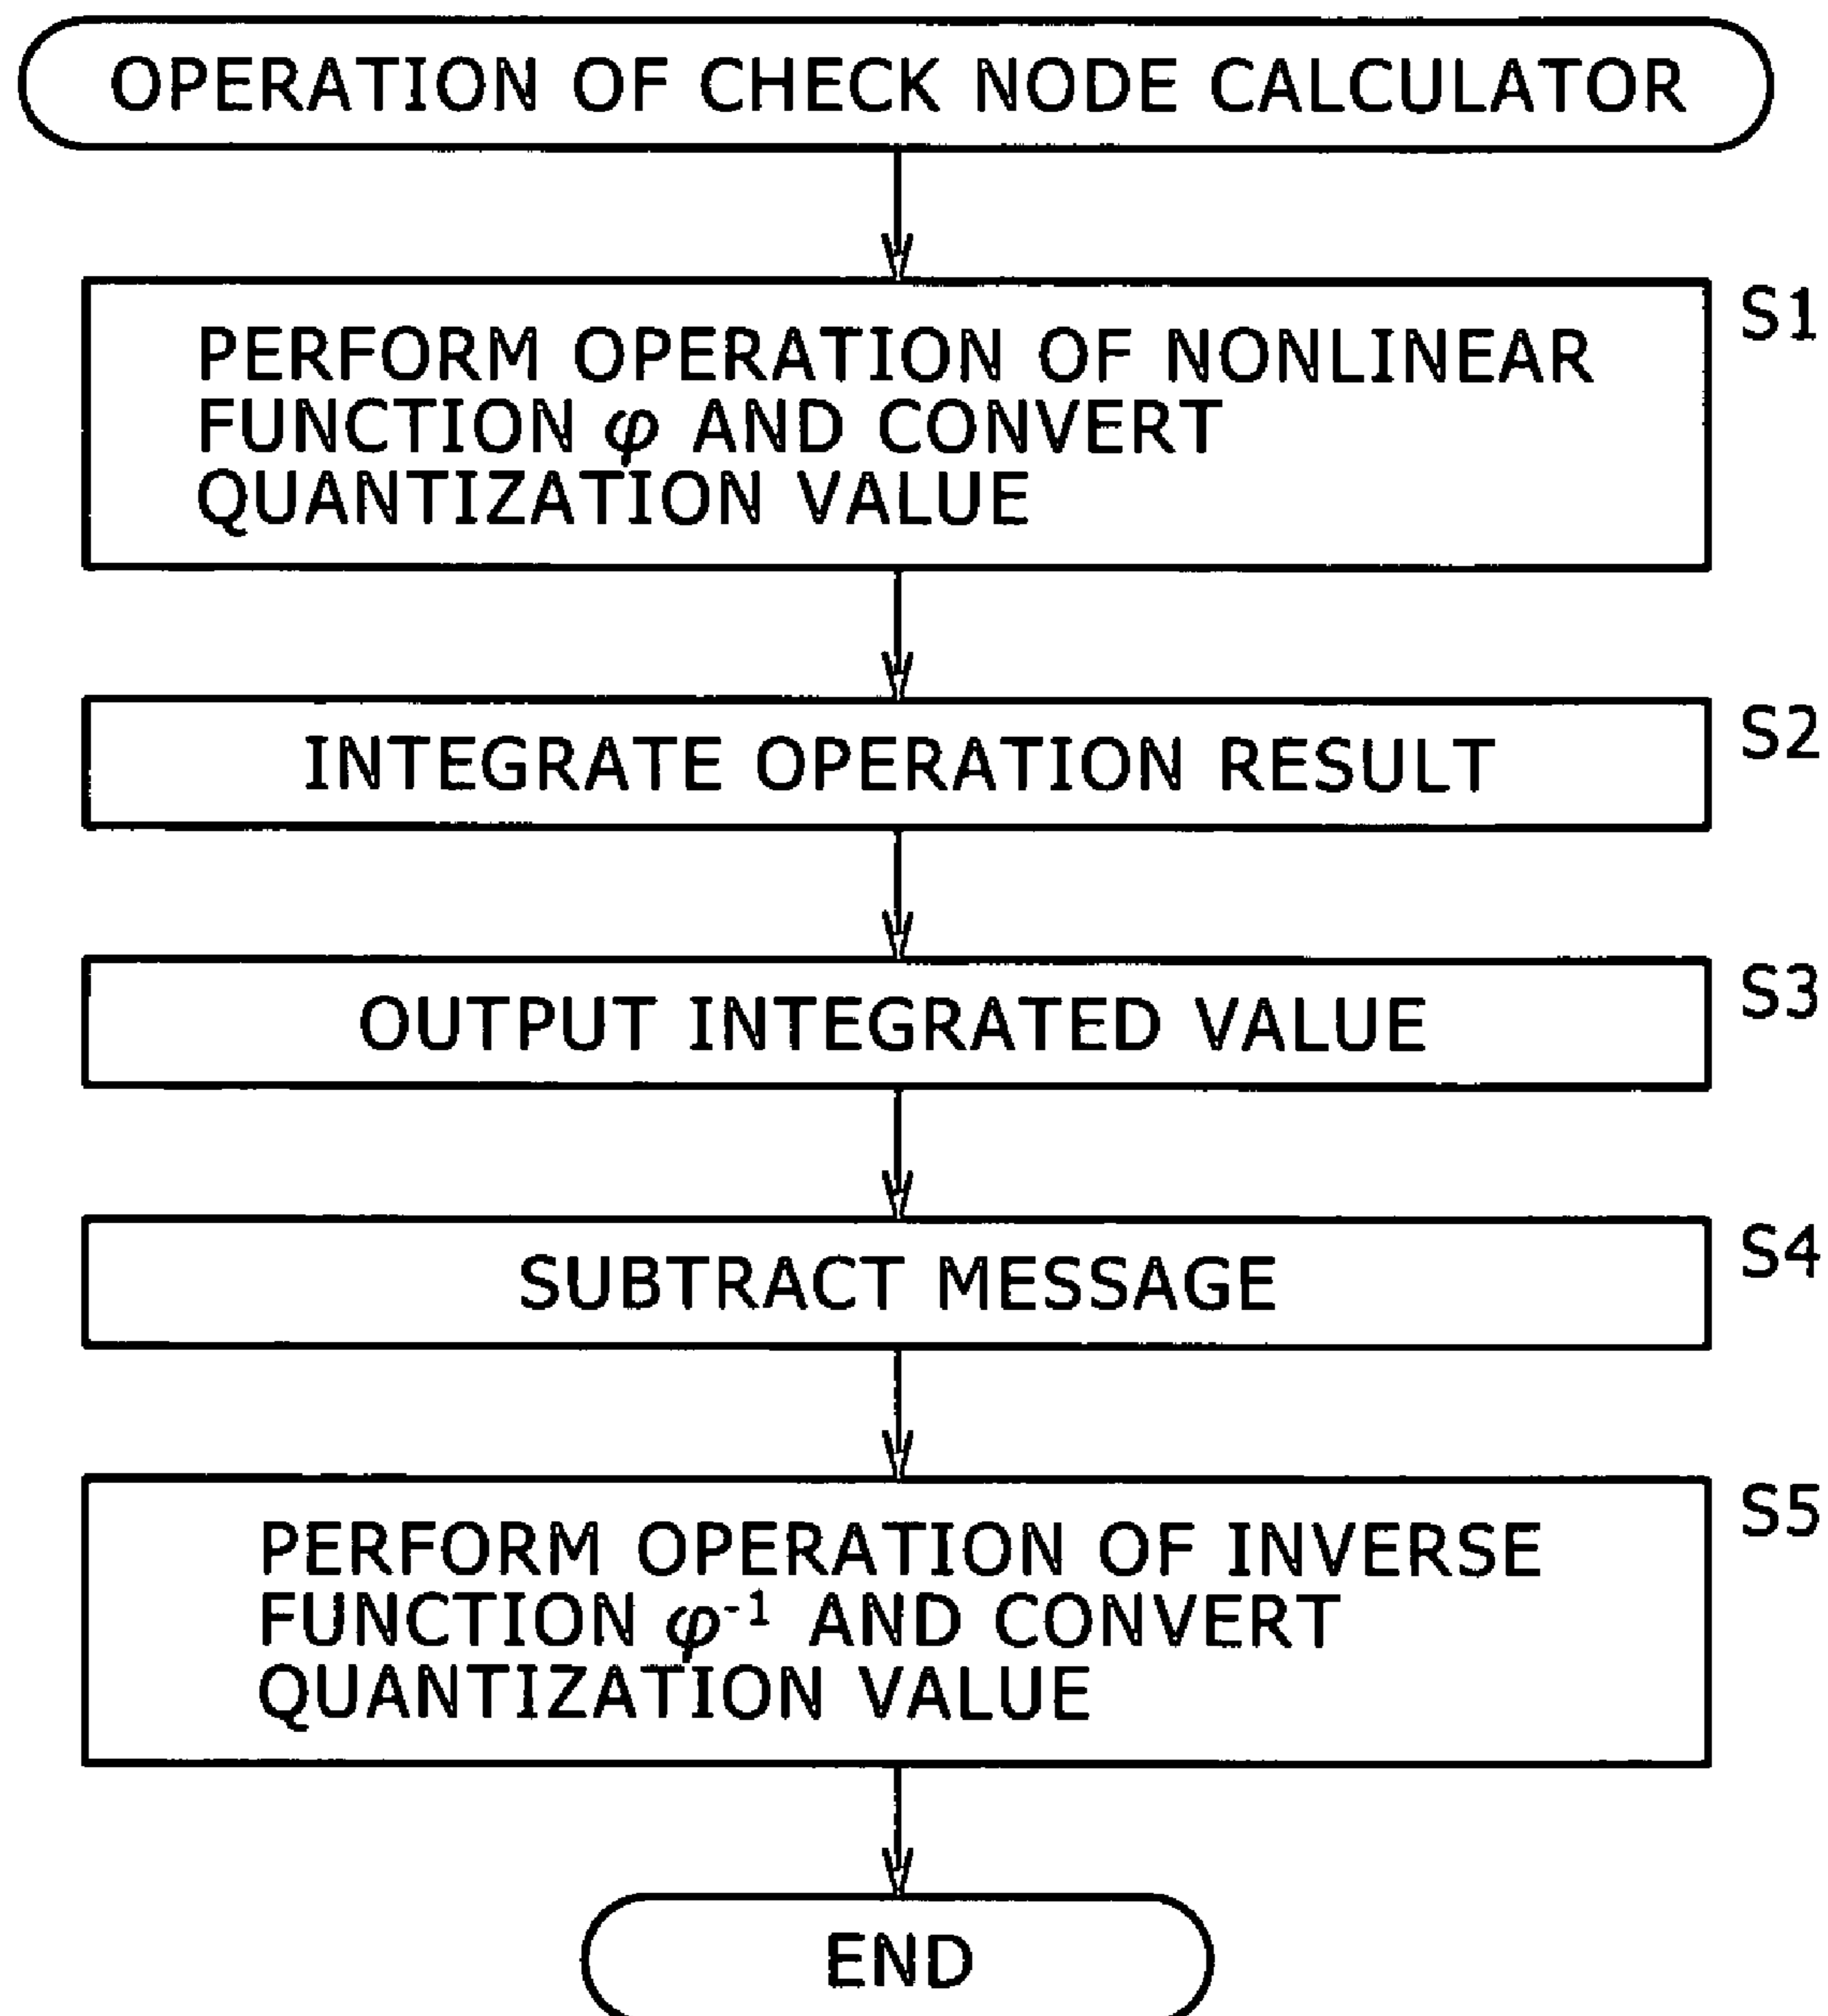 OPERATION OF CHECK NODE CALCULATOR
S1
PERFORM OPERATION OF NONLINEAR
FUNCTION φ AND CONVERT
QUANTIZATION VALUE
S2
INTEGRATE OPERATION RESULT
S3
OUTPUT INTEGRATED VALUE
S4
SUBTRACT MESSAGE
S5
PERFORM OPERATION OF INVERSE
FUNCTION φ⁻¹ AND CONVERT
QUANTIZATION VALUE
END